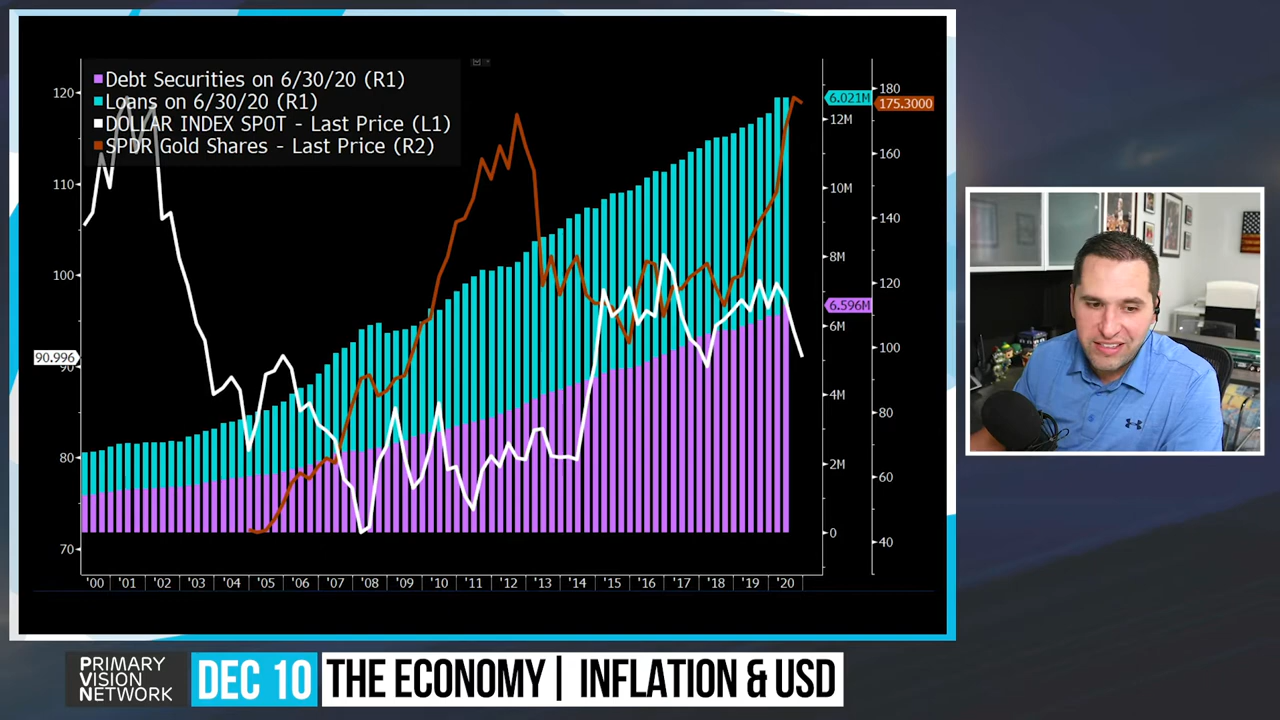 Debt Securities on 6/30/20 (R1)
Loans on 6/30/20 (R1)
DOLLAR INDEX SPOT - Last Price (L1)
SPDR Gold Shares - Last Price (R2)
120
110
100
90.996
90
80
70
6.021M
12M
10M
8M
6.596M
6M
4M
2M
0
180
175.3000
160
140
120
100
80
60
40
'00 '01 '02 '03 '04 '05 '06 '07 '08 '09 '10 '11 '12 '13 '14 '15 '16 '17 '18 '19 '20
PRIMARY
VISION
NETWORK
DEC 10 THE ECONOMY | INFLATION & USD